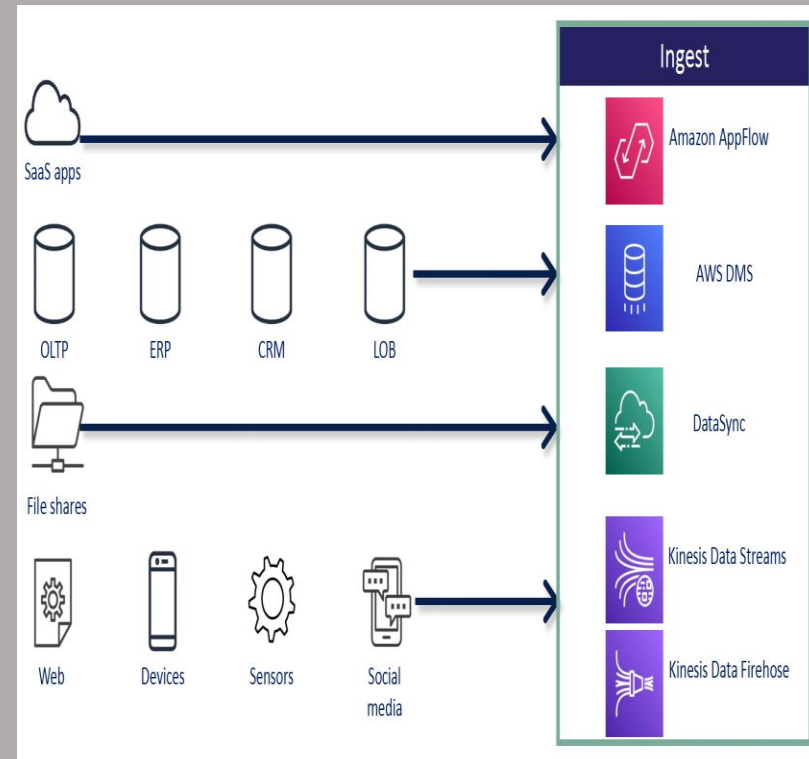 Ingest
Amazon AppFlow
SaaS apps
AWS DMS
OLTP
ERP
CRM
LOB
DataSync
File shares
Kinesis Data Streams
Web
Devices
Sensors
Social
media
Kinesis Data Firehose